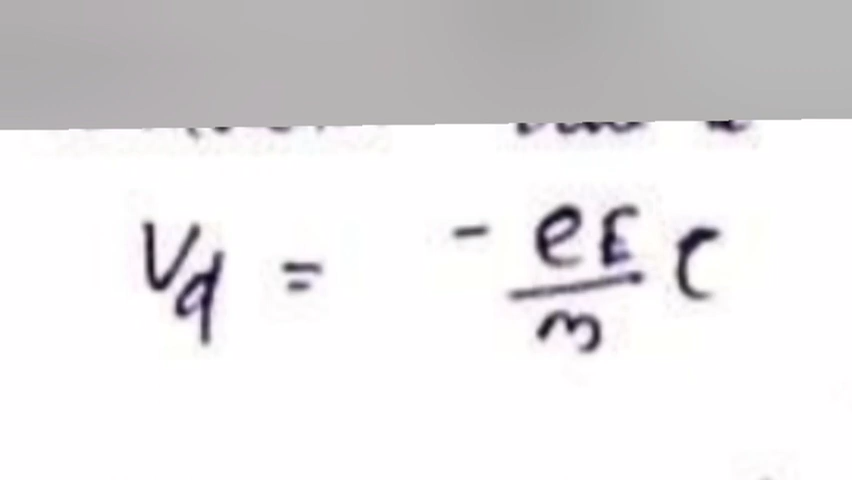 Vd = - eE/m τ